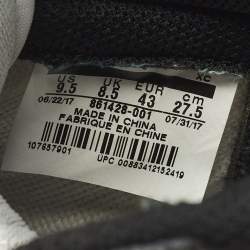 XC
US UK EUR cm
9.5 8.5 43 27.5
06/22/17 861428-001 07/31/17
MADE IN CHINA
FABRIQUE EN CHINE
107657901
UPC 00883412152419